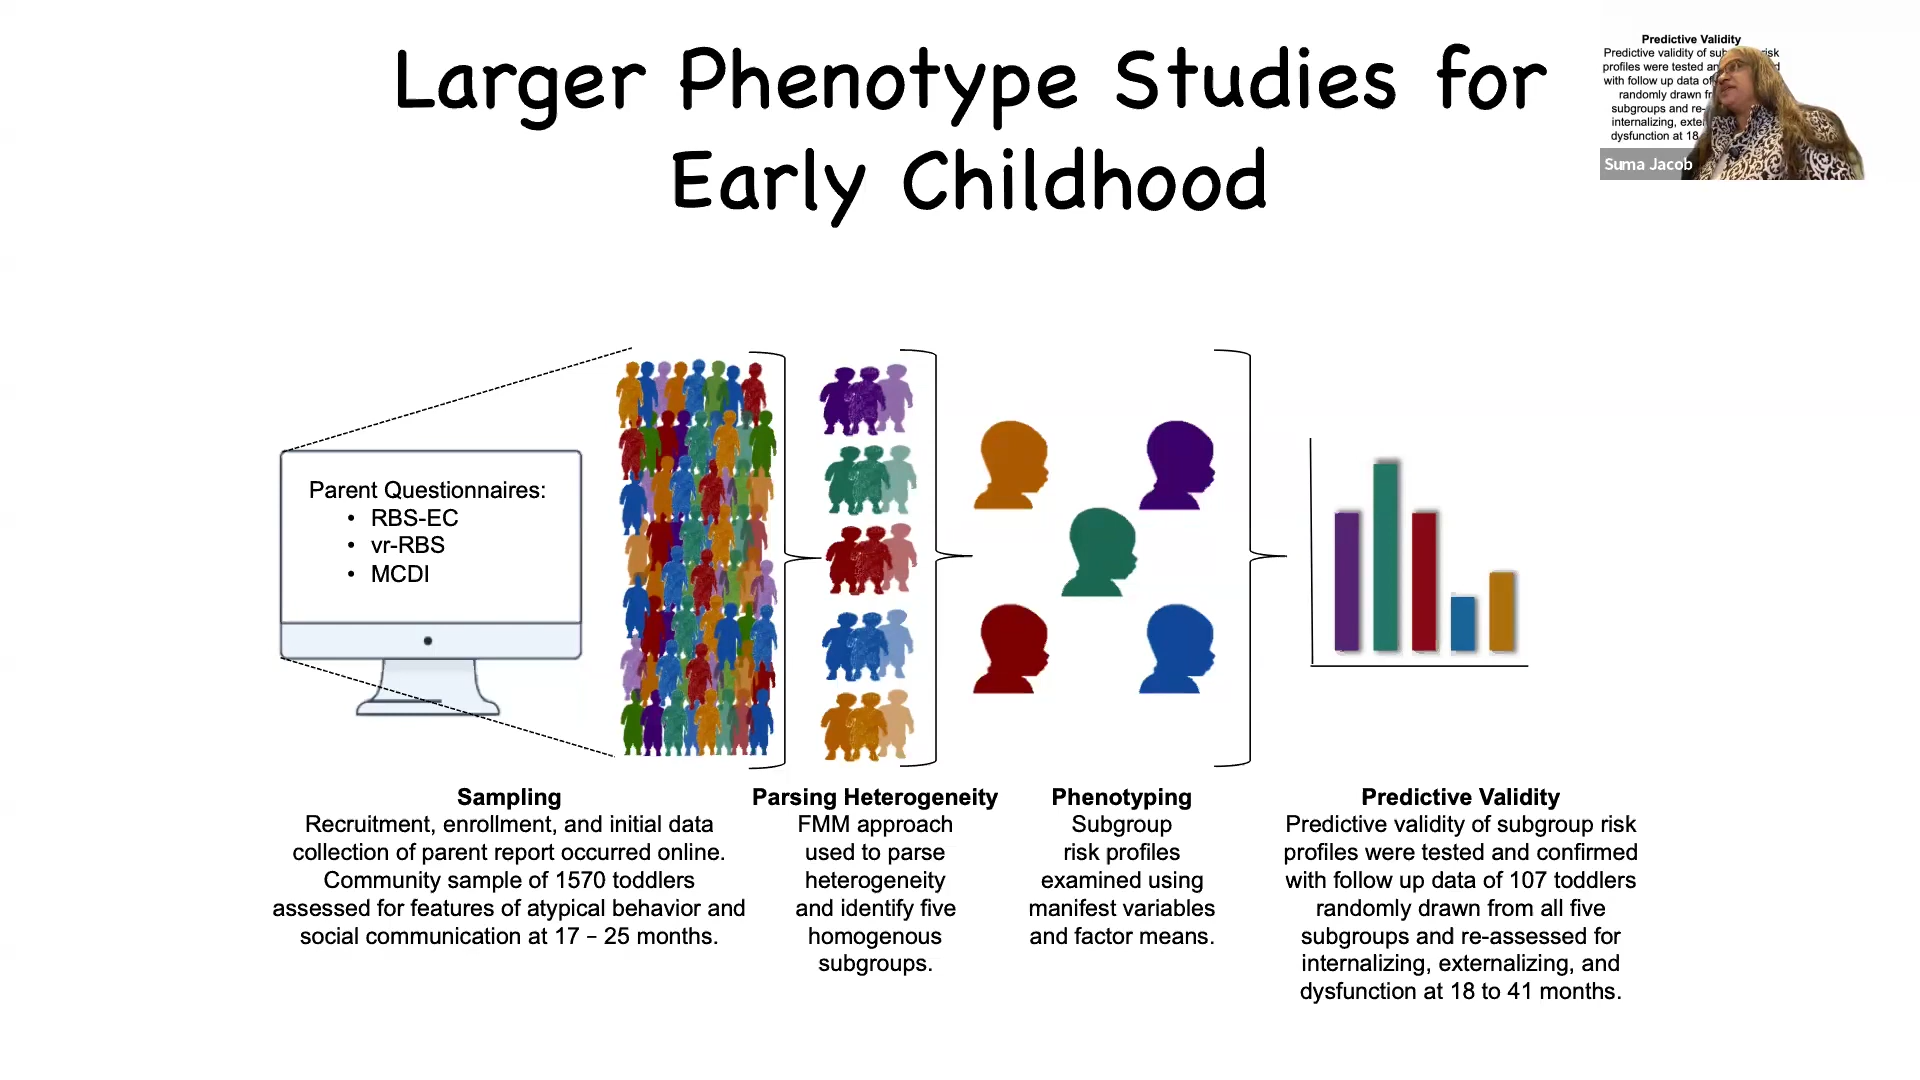 Larger Phenotype Studies for
Early Childhood
Predictive Validity
Predictive validity of risk
profiles were tested
with follow up data of
randomly drawn
subgroups and
internalizing,
dysfunction at 18
Suma Jacob
Parent Questionnaires:
• RBS-EC
• vr-RBS
• MCDI
Sampling
Recruitment, enrollment, and initial data
collection of parent report occurred online.
Community sample of 1570 toddlers
assessed for features of atypical behavior and
social communication at 17 – 25 months.
Parsing Heterogeneity
FMM approach
used to parse
heterogeneity
and identify five
homogenous
subgroups.
Phenotyping
Subgroup
risk profiles
examined using
manifest variables
and factor means.
Predictive Validity
Predictive validity of subgroup risk
profiles were tested and confirmed
with follow up data of 107 toddlers
randomly drawn from all five
subgroups and re-assessed for
internalizing, externalizing, and
dysfunction at 18 to 41 months.